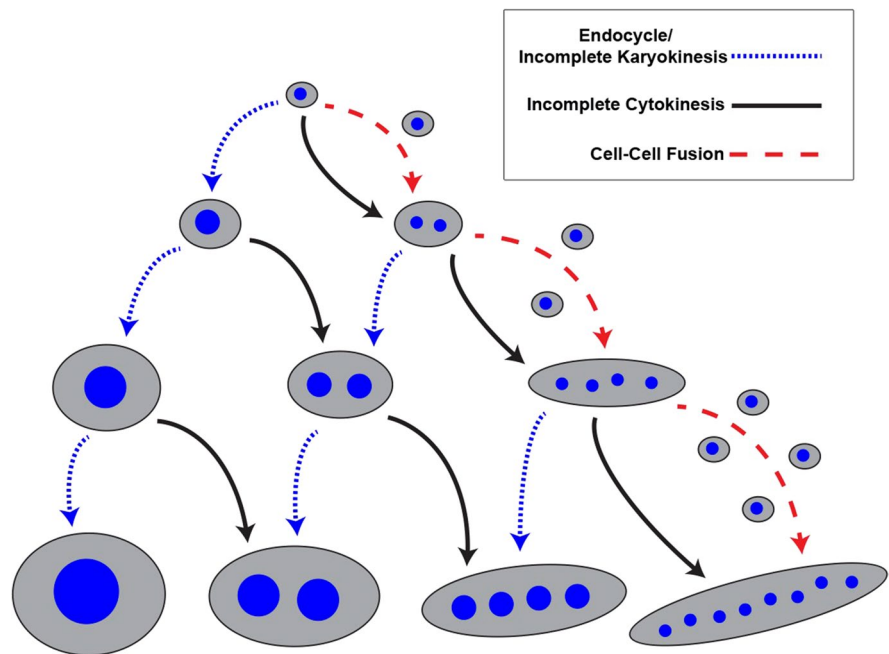 Endocycle/
Incomplete Karyokinesis
Incomplete Cytokinesis
Cell-Cell Fusion